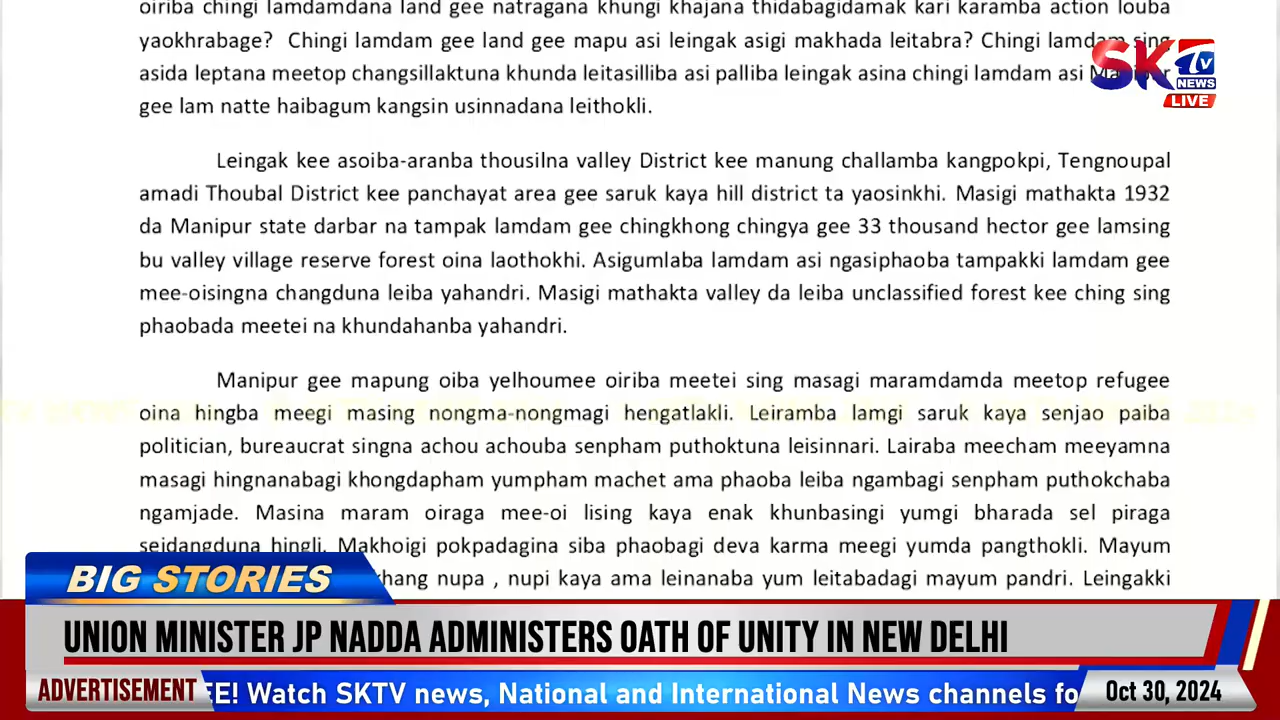 oiriba chingi lamdamdana land gee natragana khungi khajana thidabagidamak kari karamba action louba
yaokhrabage? Chingi lamdam gee land gee mapu asi leingak asigi makhada leitabra? Chingi lamdam sing
asida leptana meetop changsillaktuna khunda leitasilliba asi palliba leingak asina chingi lamdam asi
gee lam natte haibagum kangsin usinnadana leithokli.
SK TV NEWS
LIVE
Leingak kee asoiba-aranba thousilna valley District kee manung challamba kangpokpi, Tengnoupal
amadi Thoubal District kee panchayat area gee saruk kaya hill district ta yaosinkhi. Masigi mathakta 1932
da Manipur state darbar na tampak lamdam gee chingkhong chingya gee 33 thousand hector gee lamsing
bu valley village reserve forest oina laothokhi. Asigumlaba lamdam asi ngasiphaoba tampakki lamdam gee
mee-oisingna changduna leiba yahandri. Masigi mathakta valley da leiba unclassified forest kee ching sing
phaobada meetei na khundahanba yahandri.
Manipur gee mapung oiba yelhoumee oiriba meetei sing masagi maramdamda meetop refugee
oina hingba meegi masing nongma-nongmagi hengatlakli. Leiramba lamgi saruk kaya senjao paiba
politician, bureaucrat singna achou achouba senpham puthoktuna leisinnari. Lairaba meecham meeyamna
masagi hingnanabagi khongdapham yumpham machet ama phaoba leiba ngambagi senpham puthokchaba
ngamjade. Masina maram oiraga mee-oi lising kaya enak khunbasingi yumgi bharada sel piraga
seidangduna hingli. Makhoigi pokpadagina siba phaobagi deva karma meegi yumda pangthokli. Mayum
khang nupa , nupi kaya ama leinanaba yum leitabadagi mayum pandri. Leingakki
BIG STORIES
UNION MINISTER JP NADDA ADMINISTERS OATH OF UNITY IN NEW DELHI
ADVERTISEMENT
EE! Watch SKTV news, National and International News channels fo
Oct 30, 2024